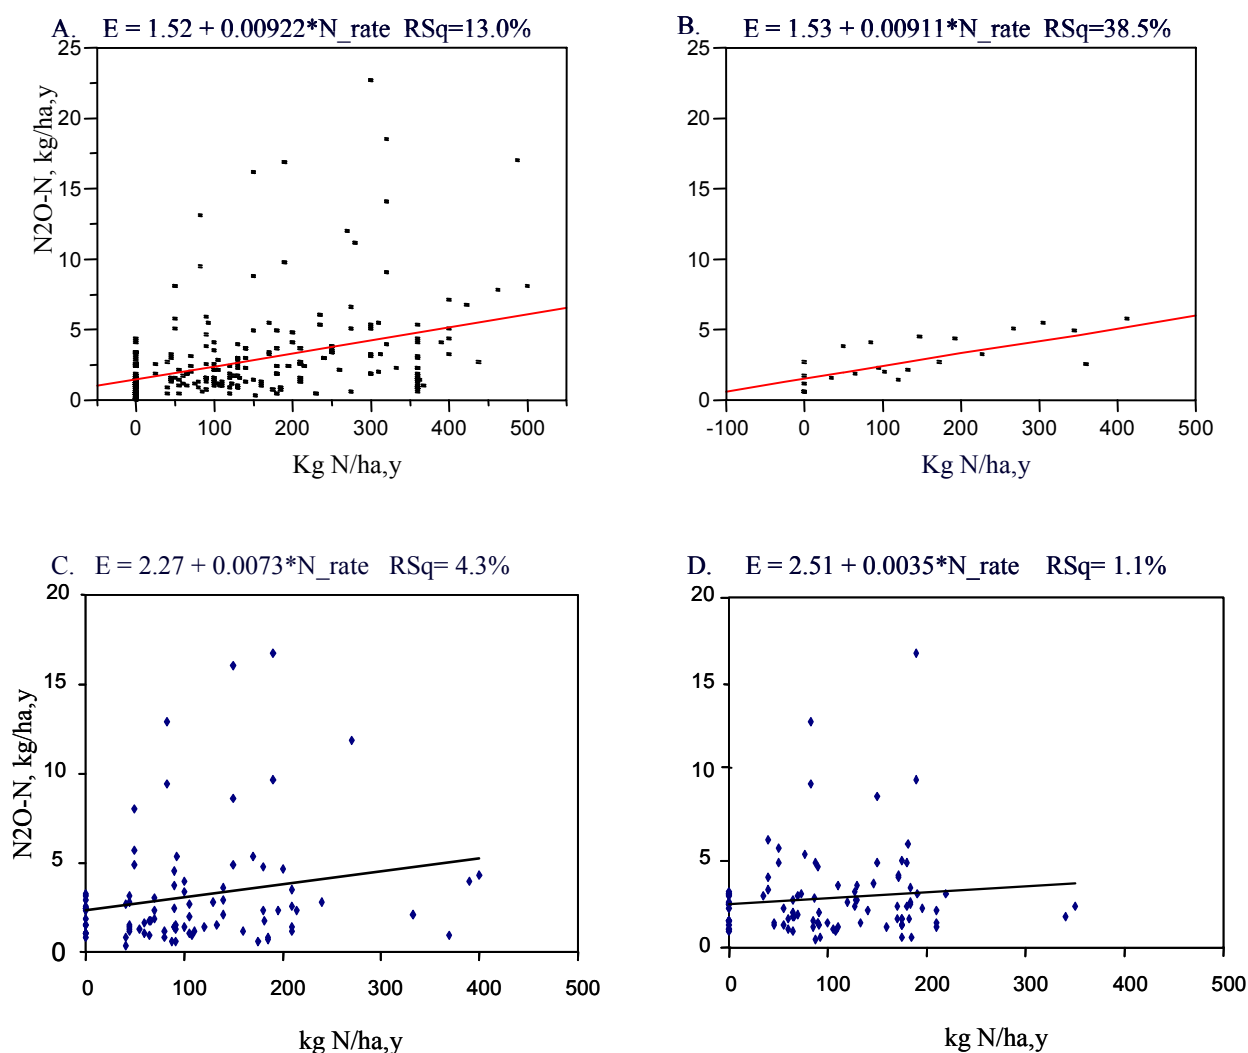 A. E = 1.52 + 0.00922*N_rate RSq=13.0%
25
20
15
10
5
0
N2O-N, kg/ha,y
0 100 200 300 400 500
Kg N/ha,y
B. E = 1.53 + 0.00911*N_rate RSq=38.5%
25
20
15
10
5
0
-100 0 100 200 300 400 500
Kg N/ha,y
C. E = 2.27 + 0.0073*N_rate RSq= 4.3%
20
15
10
5
0
N2O-N, kg/ha,y
0 100 200 300 400 500
kg N/ha,y
D. E = 2.51 + 0.0035*N_rate RSq= 1.1%
20
15
10
5
0
0 100 200 300 400 500
kg N/ha,y